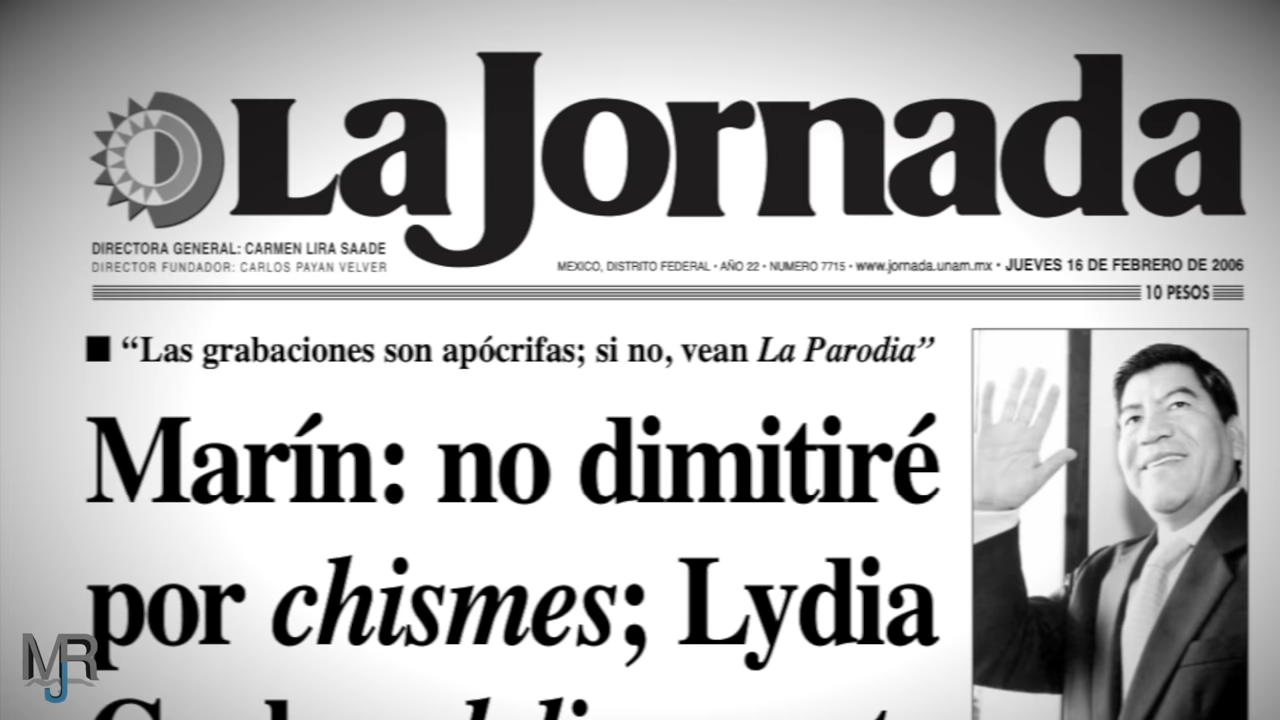 La Jornada
DIRECTORA GENERAL: CARMEN LIRA SAADE
DIRECTOR FUNDADOR: CARLOS PAYAN VELVER
MEXICO, DISTRITO FEDERAL • AÑO 22 • NUMERO 7715 • www.jornada.unam.mx • JUEVES 16 DE FEBRERO DE 2006
10 PESOS
■ “Las grabaciones son apócrifas; si no, vean La Parodia”
Marín: no dimitiré
por chismes; Lydia
MRJ